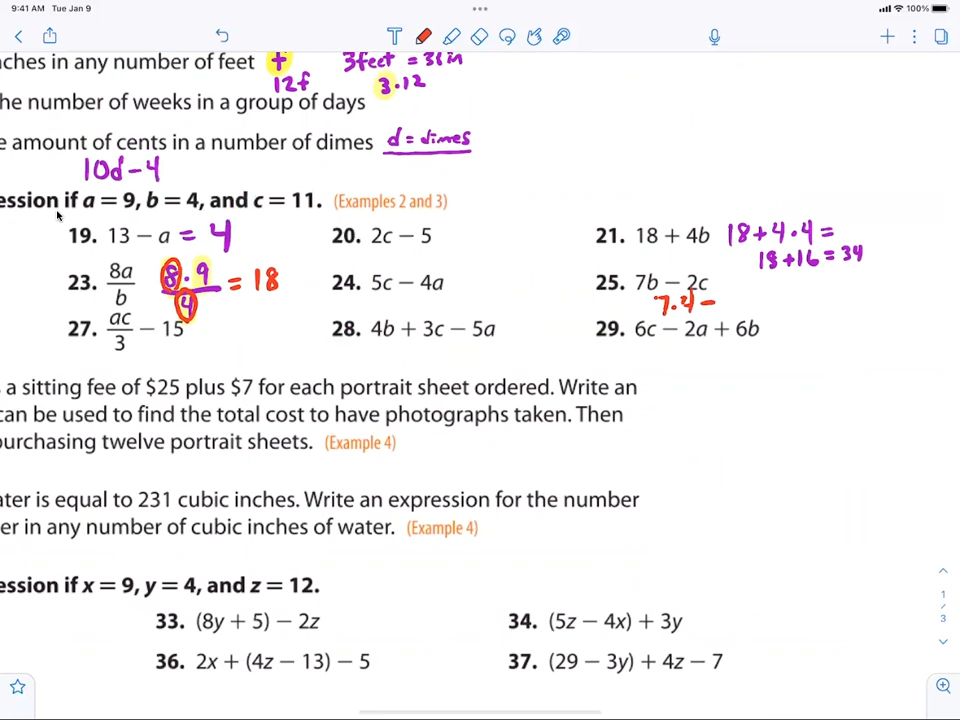 9:41 AM Tue Jan 9
100%
nches in any number of feet + 3feet = 36in
12f 3·12
he number of weeks in a group of days
e amount of cents in a number of dimes d = dimes
10d-4
ession if a = 9, b = 4, and c = 11. (Examples 2 and 3)
19. 13 − a = 4 20. 2c − 5 21. 18 + 4b 18+4·4=
18+16=34
23. 8a/b 8·9/4 = 18 24. 5c − 4a 25. 7b − 2c
7·4-
27. ac/3 − 15 28. 4b + 3c − 5a 29. 6c − 2a + 6b
a sitting fee of $25 plus $7 for each portrait sheet ordered. Write an
can be used to find the total cost to have photographs taken. Then
purchasing twelve portrait sheets. (Example 4)
ater is equal to 231 cubic inches. Write an expression for the number
er in any number of cubic inches of water. (Example 4)
ession if x = 9, y = 4, and z = 12.
33. (8y + 5) − 2z 34. (5z − 4x) + 3y
36. 2x + (4z − 13) − 5 37. (29 − 3y) + 4z − 7
1
/
3